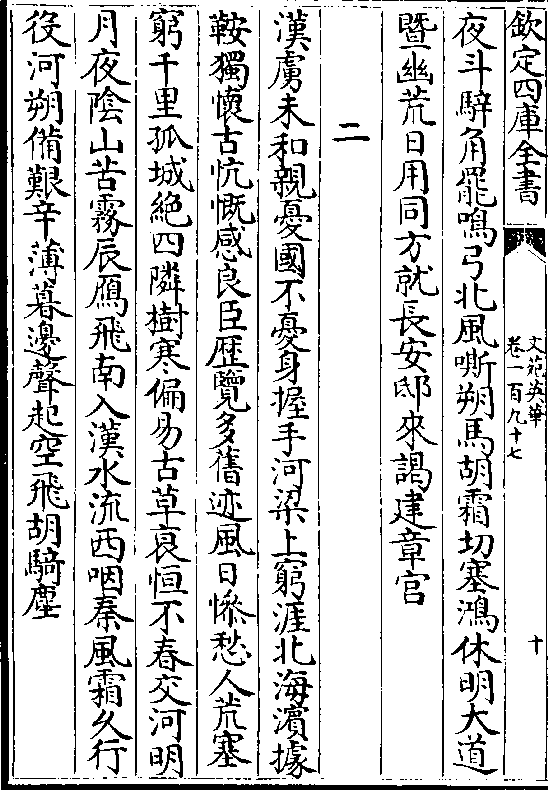 欽定四庫全書
文苑英華
卷一百九十七
十
夜斗駍角罷鳴弓北風嘶朔馬胡霜切塞鴻休明大道
暨幽荒日用同方就長安邸來謁建章宫
二
漢虜未和親憂國不憂身握手河梁上窮涯北海濱據
鞍獨懐古忼慨感良臣歴覽多舊迹風日慘愁人荒塞
窮千里孤城絶四隣樹寒偏易古草衰恒不春交河明
月夜隂山苦霧辰鴈飛南入漢水流西咽秦風霜久行
役河朔備艱辛薄暮邊聲起空飛胡騎塵